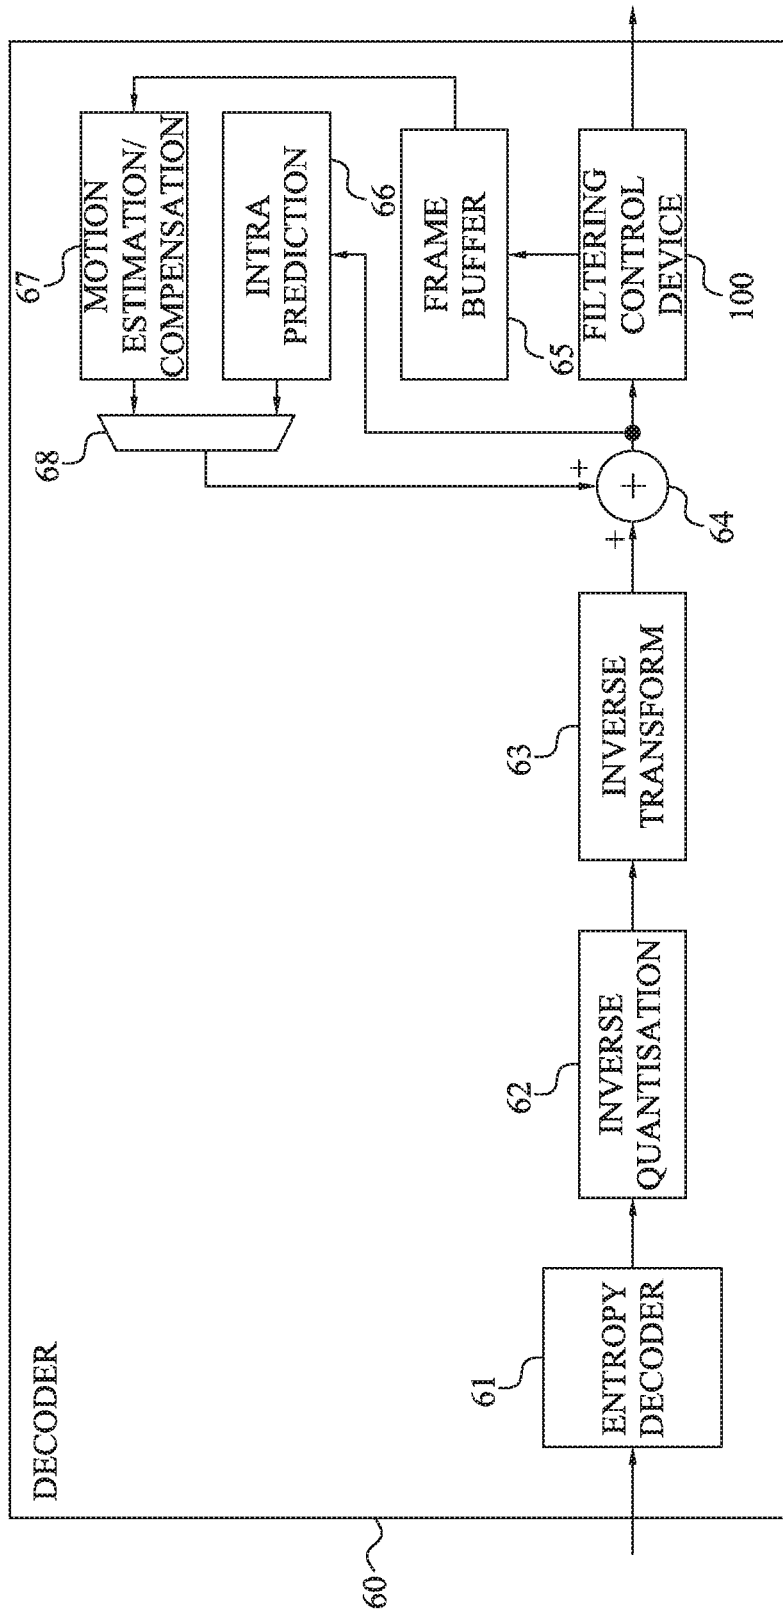 DECODER
60
61
ENTROPY
DECODER
62
INVERSE
QUANTISATION
63
INVERSE
TRANSFORM
+
+
+
64
68
67
MOTION
ESTIMATION/
COMPENSATION
INTRA
PREDICTION
66
FRAME
BUFFER
65
FILTERING
CONTROL
DEVICE
100